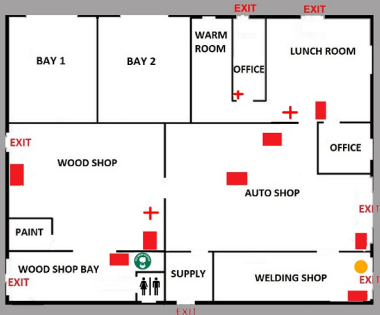 EXIT
EXIT
WARM
ROOM
LUNCH ROOM
BAY 1
BAY 2
OFFICE
EXIT
WOOD SHOP
OFFICE
AUTO SHOP
EXIT
PAINT
WOOD SHOP BAY
SUPPLY
WELDING SHOP
EXIT
EXIT
EXIT